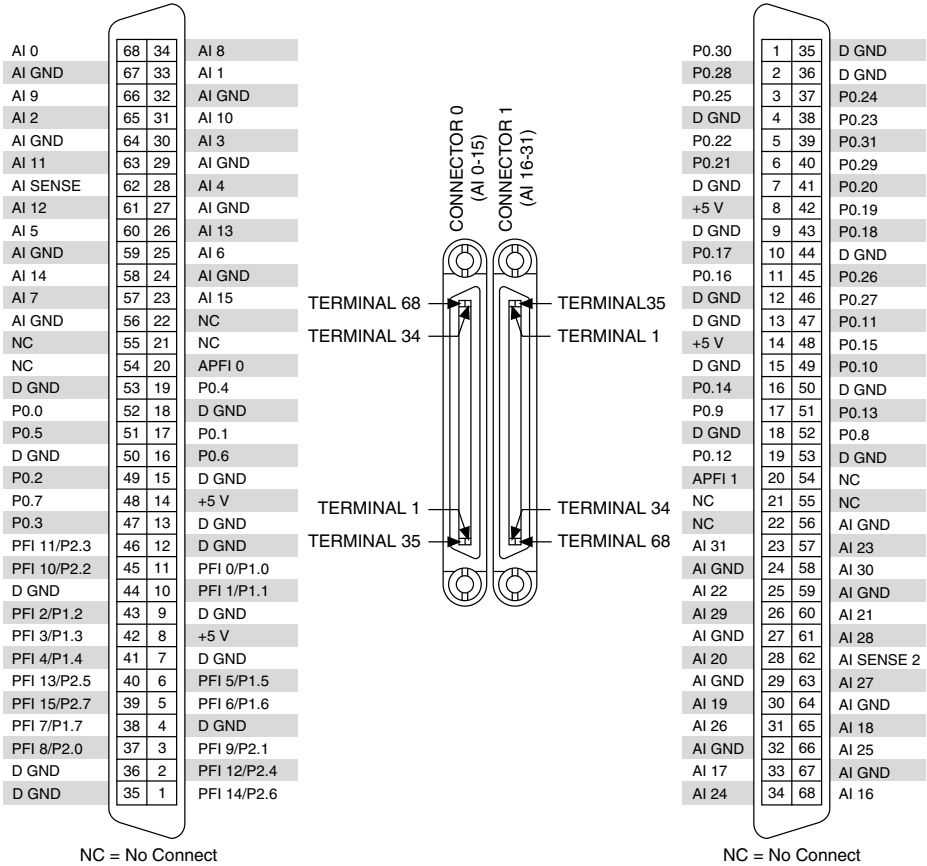 AI 0 68 34 AI 8
AI GND 67 33 AI 1
AI 9 66 32 AI GND
AI 2 65 31 AI 10
AI GND 64 30 AI 3
AI 11 63 29 AI GND
AI SENSE 62 28 AI 4
AI 12 61 27 AI GND
AI 5 60 26 AI 13
AI GND 59 25 AI 6
AI 14 58 24 AI GND
AI 7 57 23 AI 15
AI GND 56 22 NC
NC 55 21 NC
NC 54 20 APFI 0
D GND 53 19 P0.4
P0.0 52 18 D GND
P0.5 51 17 P0.1
D GND 50 16 P0.6
P0.2 49 15 D GND
P0.7 48 14 +5 V
P0.3 47 13 D GND
PFI 11/P2.3 46 12 D GND
PFI 10/P2.2 45 11 PFI 0/P1.0
D GND 44 10 PFI 1/P1.1
PFI 2/P1.2 43 9 D GND
PFI 3/P1.3 42 8 +5 V
PFI 4/P1.4 41 7 D GND
PFI 13/P2.5 40 6 PFI 5/P1.5
PFI 15/P2.7 39 5 PFI 6/P1.6
PFI 7/P1.7 38 4 D GND
PFI 8/P2.0 37 3 PFI 9/P2.1
D GND 36 2 PFI 12/P2.4
D GND 35 1 PFI 14/P2.6
NC = No Connect
CONNECTOR 0
(AI 0-15)
CONNECTOR 1
(AI 16-31)
TERMINAL 68
TERMINAL 34
TERMINAL35
TERMINAL 1
TERMINAL 1
TERMINAL 35
TERMINAL 34
TERMINAL 68
P0.30 1 35 D GND
P0.28 2 36 D GND
P0.25 3 37 P0.24
D GND 4 38 P0.23
P0.22 5 39 P0.31
P0.21 6 40 P0.29
D GND 7 41 P0.20
+5 V 8 42 P0.19
D GND 9 43 P0.18
P0.17 10 44 D GND
P0.16 11 45 P0.26
D GND 12 46 P0.27
D GND 13 47 P0.11
+5 V 14 48 P0.15
D GND 15 49 P0.10
P0.14 16 50 D GND
P0.9 17 51 P0.13
D GND 18 52 P0.8
P0.12 19 53 D GND
APFI 1 20 54 NC
NC 21 55 NC
NC 22 56 AI GND
AI 31 23 57 AI 23
AI GND 24 58 AI 30
AI 22 25 59 AI GND
AI 29 26 60 AI 21
AI GND 27 61 AI 28
AI 20 28 62 AI SENSE 2
AI GND 29 63 AI 27
AI 19 30 64 AI GND
AI 26 31 65 AI 18
AI GND 32 66 AI 25
AI 17 33 67 AI GND
AI 24 34 68 AI 16
NC = No Connect